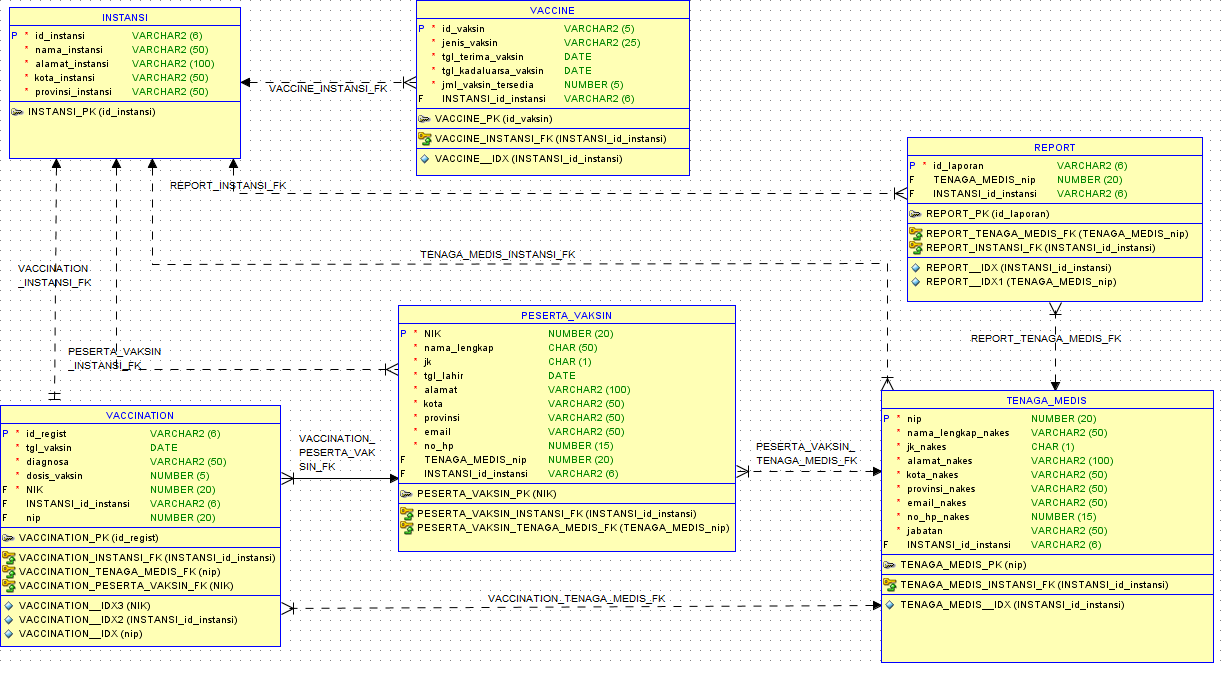 INSTANSI
P * id_instansi VARCHAR2 (6)
* nama_instansi VARCHAR2 (50)
* alamat_instansi VARCHAR2 (100)
* kota_instansi VARCHAR2 (50)
* provinsi_instansi VARCHAR2 (50)
INSTANSI_PK (id_instansi)
VACCINE_INSTANSI_FK
VACCINE
P * id_vaksin VARCHAR2 (5)
* jenis_vaksin VARCHAR2 (25)
* tgl_terima_vaksin DATE
* tgl_kadaluarsa_vaksin DATE
* jml_vaksin_tersedia NUMBER (5)
F INSTANSI_id_instansi VARCHAR2 (6)
VACCINE_PK (id_vaksin)
VACCINE_INSTANSI_FK (INSTANSI_id_instansi)
VACCINE__IDX (INSTANSI_id_instansi)
REPORT_INSTANSI_FK
REPORT
P * id_laporan VARCHAR2 (6)
F TENAGA_MEDIS_nip NUMBER (20)
F INSTANSI_id_instansi VARCHAR2 (6)
REPORT_PK (id_laporan)
REPORT_TENAGA_MEDIS_FK (TENAGA_MEDIS_nip)
REPORT_INSTANSI_FK (INSTANSI_id_instansi)
REPORT__IDX (INSTANSI_id_instansi)
REPORT__IDX1 (TENAGA_MEDIS_nip)
TENAGA_MEDIS_INSTANSI_FK
VACCINATION
_INSTANSI_FK
PESERTA_VAKSIN
_INSTANSI_FK
REPORT_TENAGA_MEDIS_FK
PESERTA_VAKSIN
P * NIK NUMBER (20)
* nama_lengkap CHAR (50)
* jk CHAR (1)
* tgl_lahir DATE
* alamat VARCHAR2 (100)
* kota VARCHAR2 (50)
* provinsi VARCHAR2 (50)
* email VARCHAR2 (50)
* no_hp NUMBER (15)
F TENAGA_MEDIS_nip NUMBER (20)
F INSTANSI_id_instansi VARCHAR2 (6)
PESERTA_VAKSIN_PK (NIK)
PESERTA_VAKSIN_INSTANSI_FK (INSTANSI_id_instansi)
PESERTA_VAKSIN_TENAGA_MEDIS_FK (TENAGA_MEDIS_nip)
VACCINATION
P * id_regist VARCHAR2 (6)
* tgl_vaksin DATE
* diagnosa VARCHAR2 (50)
* dosis_vaksin NUMBER (5)
F * NIK NUMBER (20)
F INSTANSI_id_instansi VARCHAR2 (6)
F nip NUMBER (20)
VACCINATION_PK (id_regist)
VACCINATION_INSTANSI_FK (INSTANSI_id_instansi)
VACCINATION_TENAGA_MEDIS_FK (nip)
VACCINATION_PESERTA_VAKSIN_FK (NIK)
VACCINATION__IDX3 (NIK)
VACCINATION__IDX2 (INSTANSI_id_instansi)
VACCINATION__IDX (nip)
VACCINATION_
PESERTA_VAK
SIN_FK
PESERTA_VAKSIN_
TENAGA_MEDIS_FK
VACCINATION_TENAGA_MEDIS_FK
TENAGA_MEDIS
P * nip NUMBER (20)
* nama_lengkap_nakes VARCHAR2 (50)
* jk_nakes CHAR (1)
* alamat_nakes VARCHAR2 (100)
* kota_nakes VARCHAR2 (50)
* provinsi_nakes VARCHAR2 (50)
* email_nakes VARCHAR2 (50)
* no_hp_nakes NUMBER (15)
* jabatan VARCHAR2 (50)
F INSTANSI_id_instansi VARCHAR2 (6)
TENAGA_MEDIS_PK (nip)
TENAGA_MEDIS_INSTANSI_FK (INSTANSI_id_instansi)
TENAGA_MEDIS__IDX (INSTANSI_id_instansi)